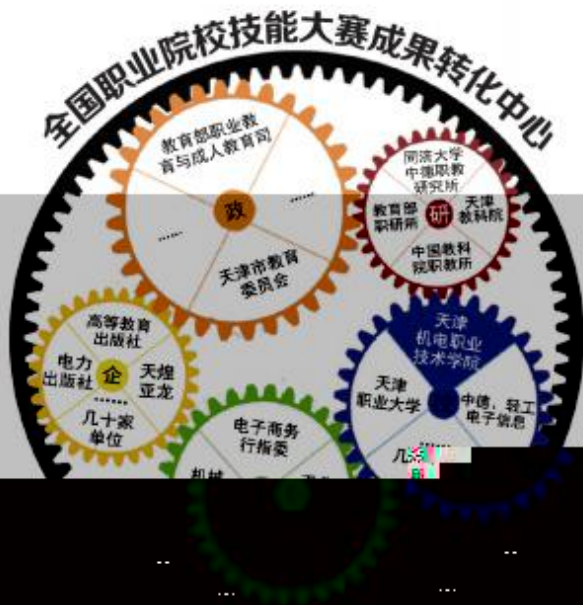 全国职业院校技能大赛成果转化中心
教育部职业教
育与成人教育司
……
……
天津市教育
委员会
政
同济大学
中德职教
研究所
教育部
职研所
研
天津
教科院
中国教科
院职教所
高等教育
出版社
电力
出版社
企
天煌
亚龙
……
几十家
单位
天津
机电职业
技术学院
天津
职业大学
中德，轻工
电子信息
……
几
电子商务
行指委
机械